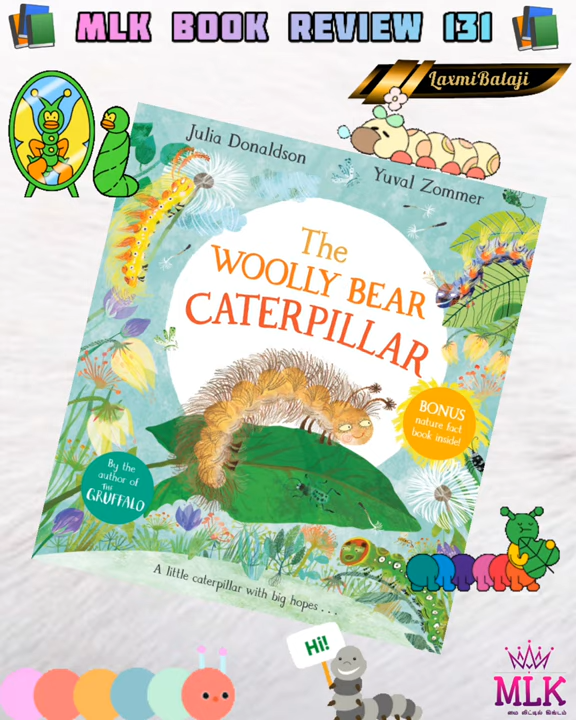 MLK BOOK REVIEW 131
LaxmiBalaji
Julia Donaldson
Yuval Zommer
The
WOOLLY BEAR
CATERPILLAR
BONUS
nature fact
book inside!
By the
author of
THE
GRUFFALO
A little caterpillar with big hopes . . .
Hi!
MLK
மை லிட்டில் கிங்டம்